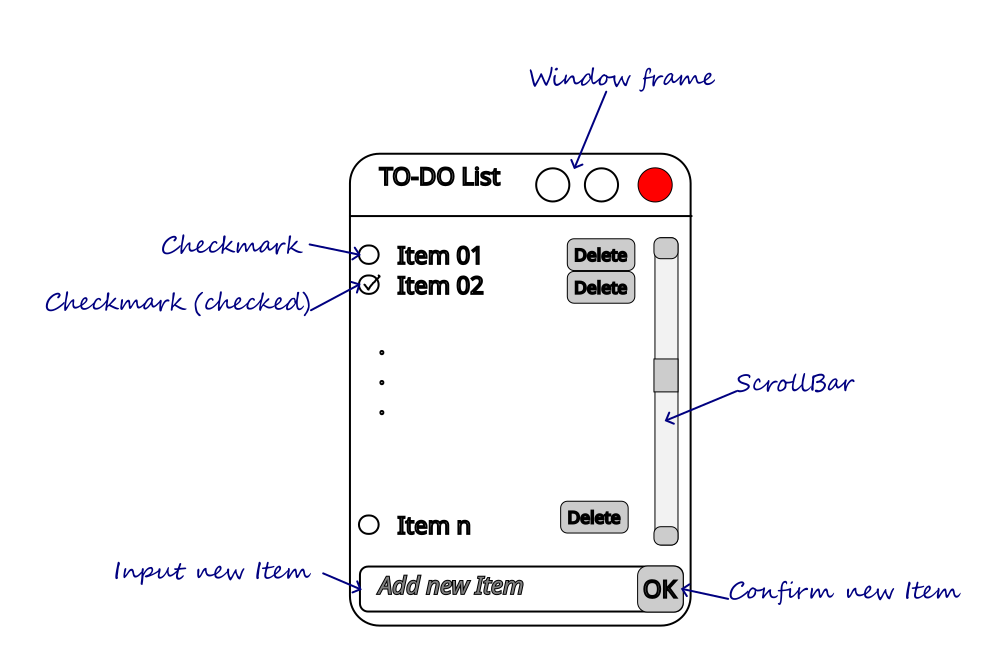 Window frame
TO-DO List
Checkmark
Item 01
Delete
Checkmark (checked)
Item 02
Delete
ScrollBar
Item n
Delete
Input new Item
Add new Item
OK
Confirm new Item